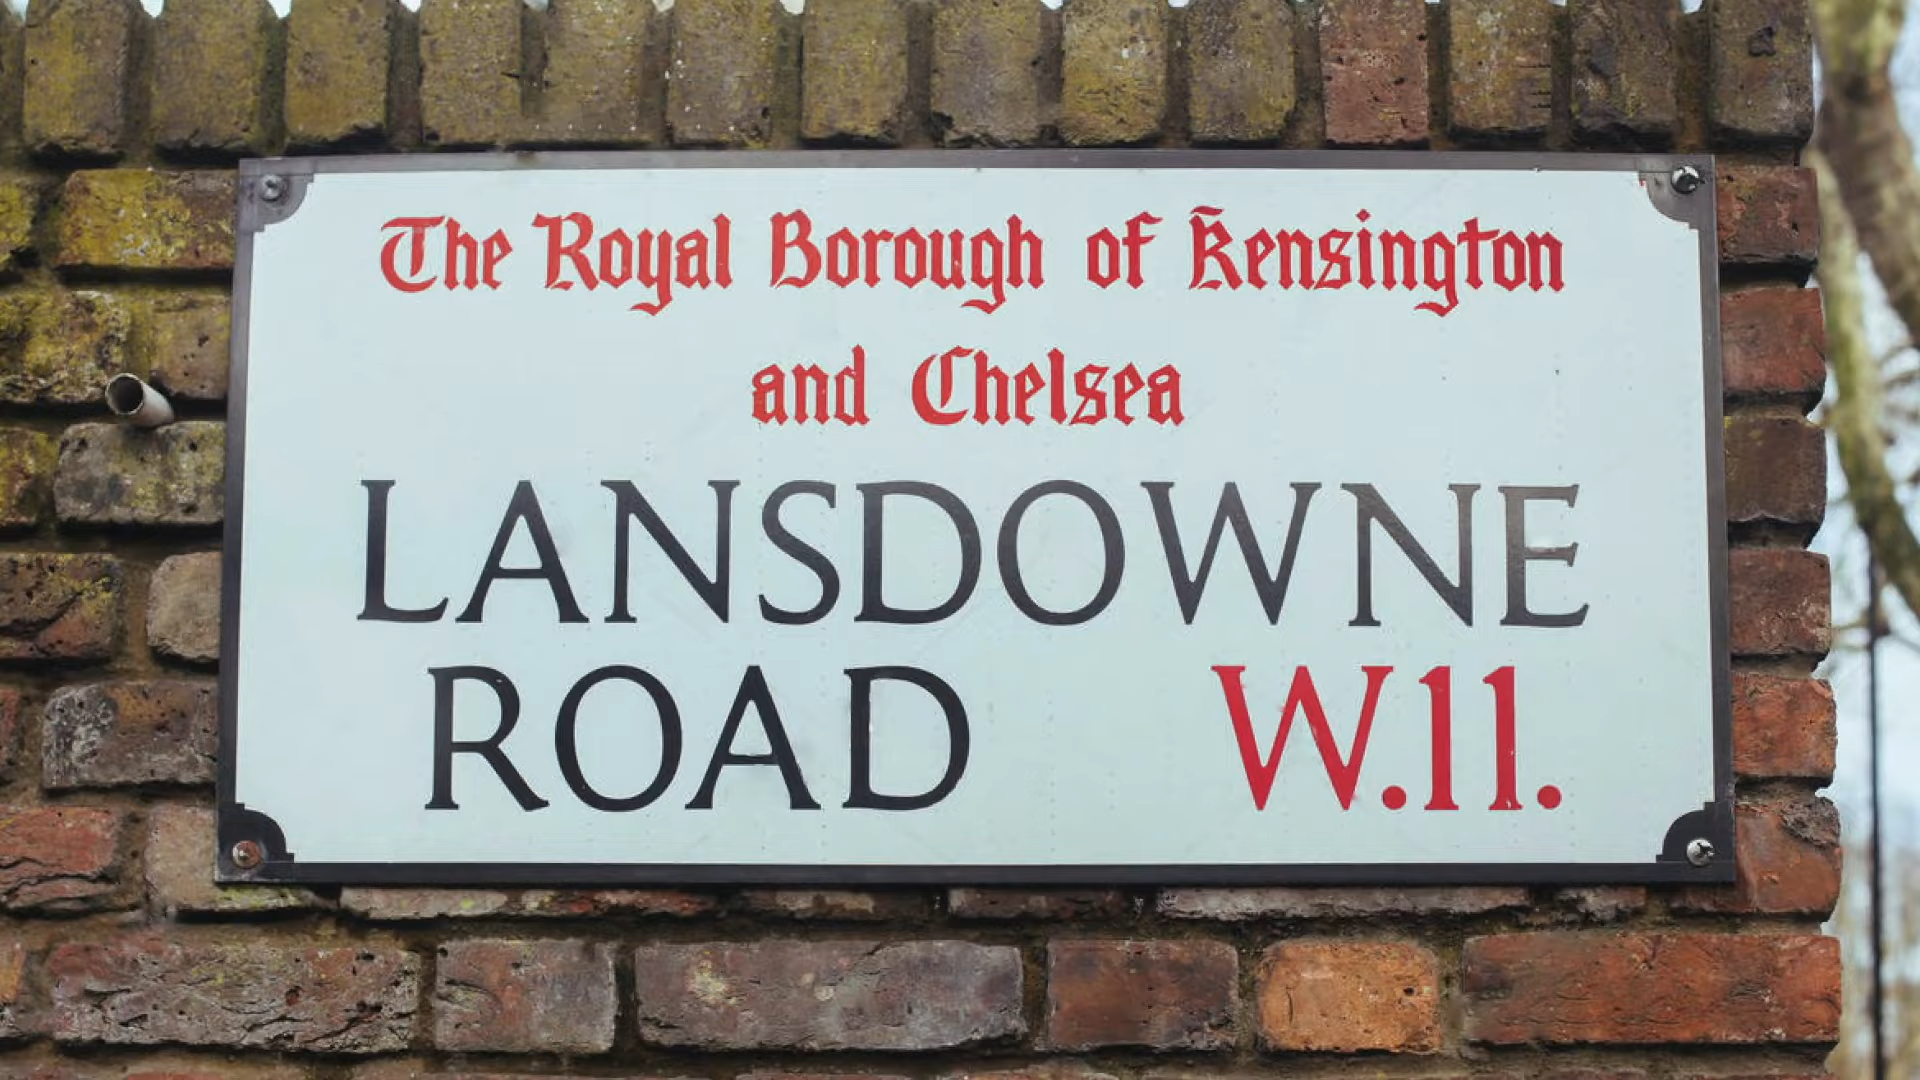 The Royal Borough of Kensington
and Chelsea
LANSDOWNE
ROAD W.11.